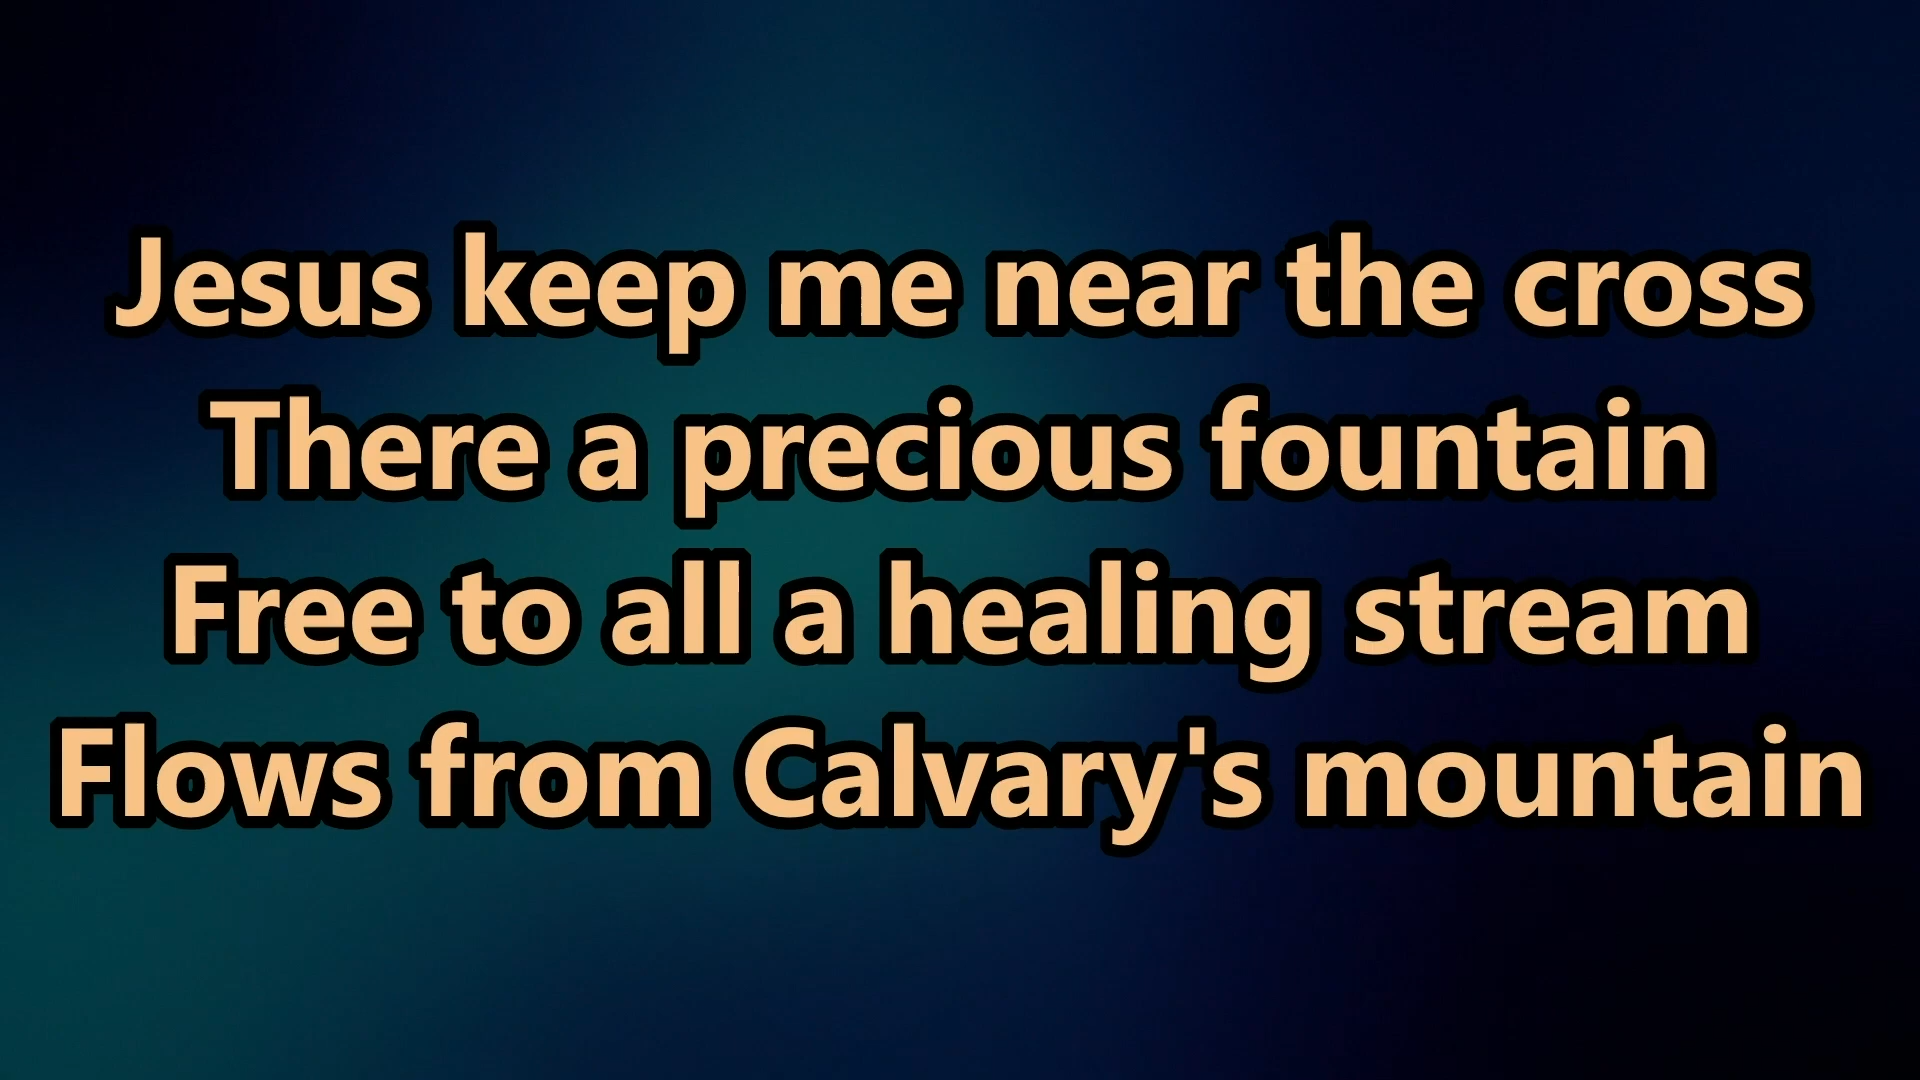 Jesus keep me near the cross
There a precious fountain
Free to all a healing stream
Flows from Calvary's mountain